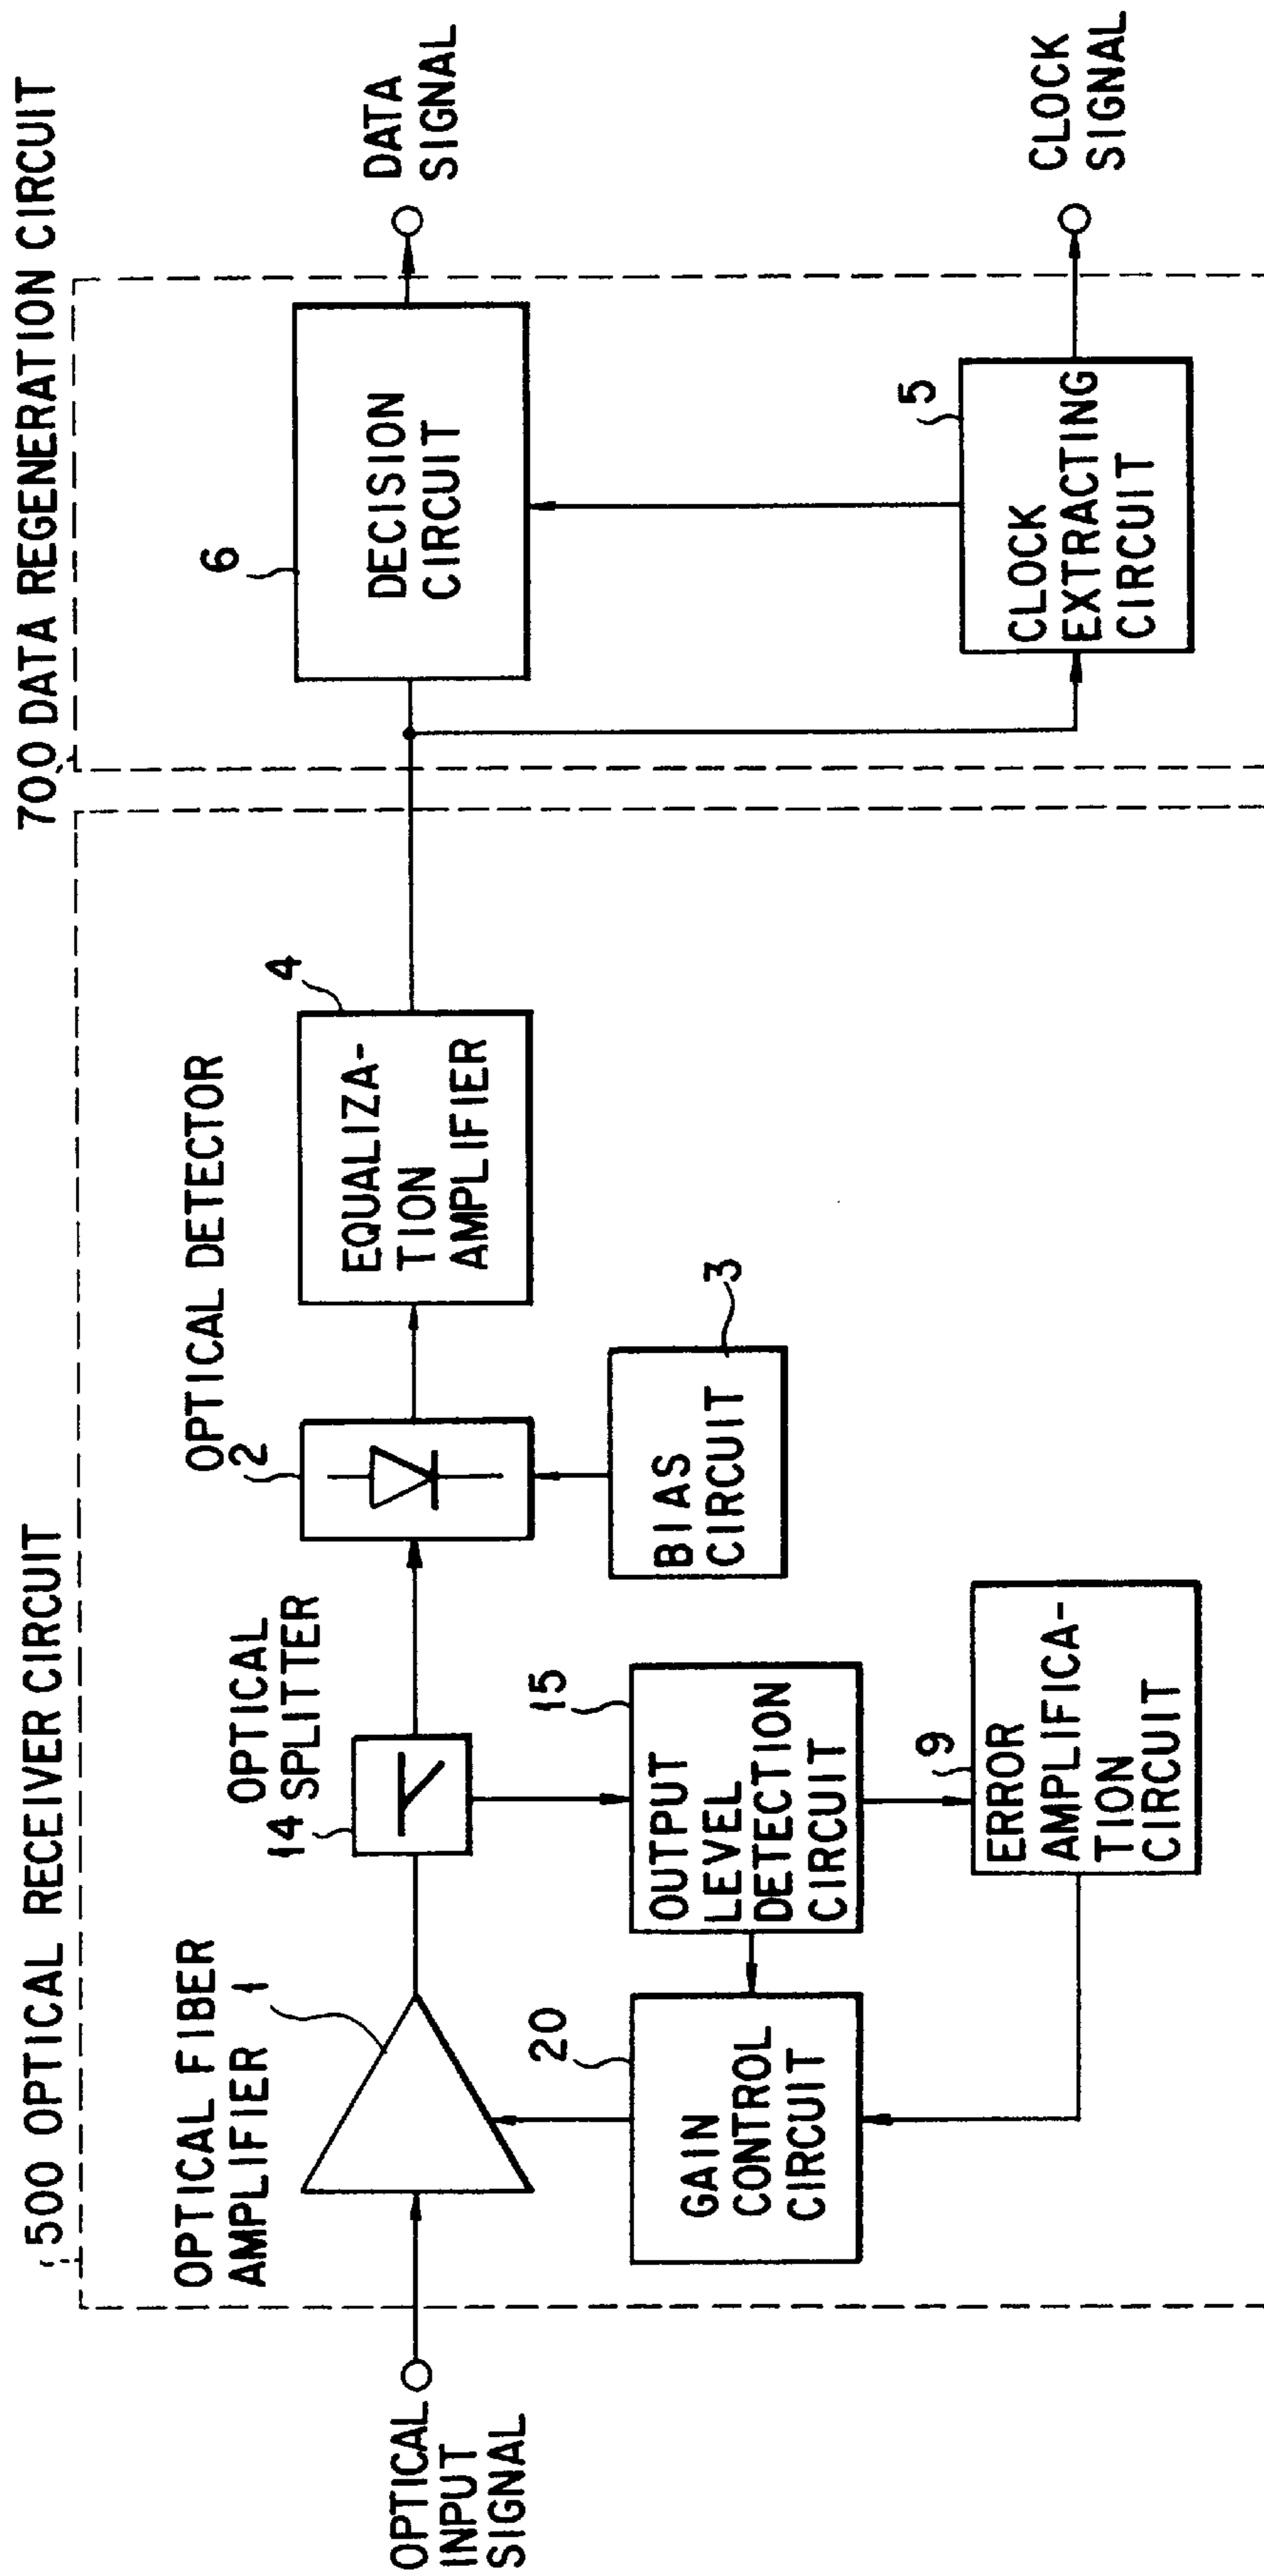 500 OPTICAL RECEIVER CIRCUIT
700 DATA REGENERATION CIRCUIT
OPTICAL
INPUT
SIGNAL
OPTICAL FIBER
AMPLIFIER 1
OPTICAL
SPLITTER
14
OPTICAL DETECTOR
2
4
EQUALIZA-
TION
AMPLIFIER
6
DECISION
CIRCUIT
DATA
SIGNAL
20
GAIN
CONTROL
CIRCUIT
15
OUTPUT
LEVEL
DETECTION
CIRCUIT
BIAS
CIRCUIT
3
9
ERROR
AMPLIFICA-
TION
CIRCUIT
5
CLOCK
EXTRACTING
CIRCUIT
CLOCK
SIGNAL